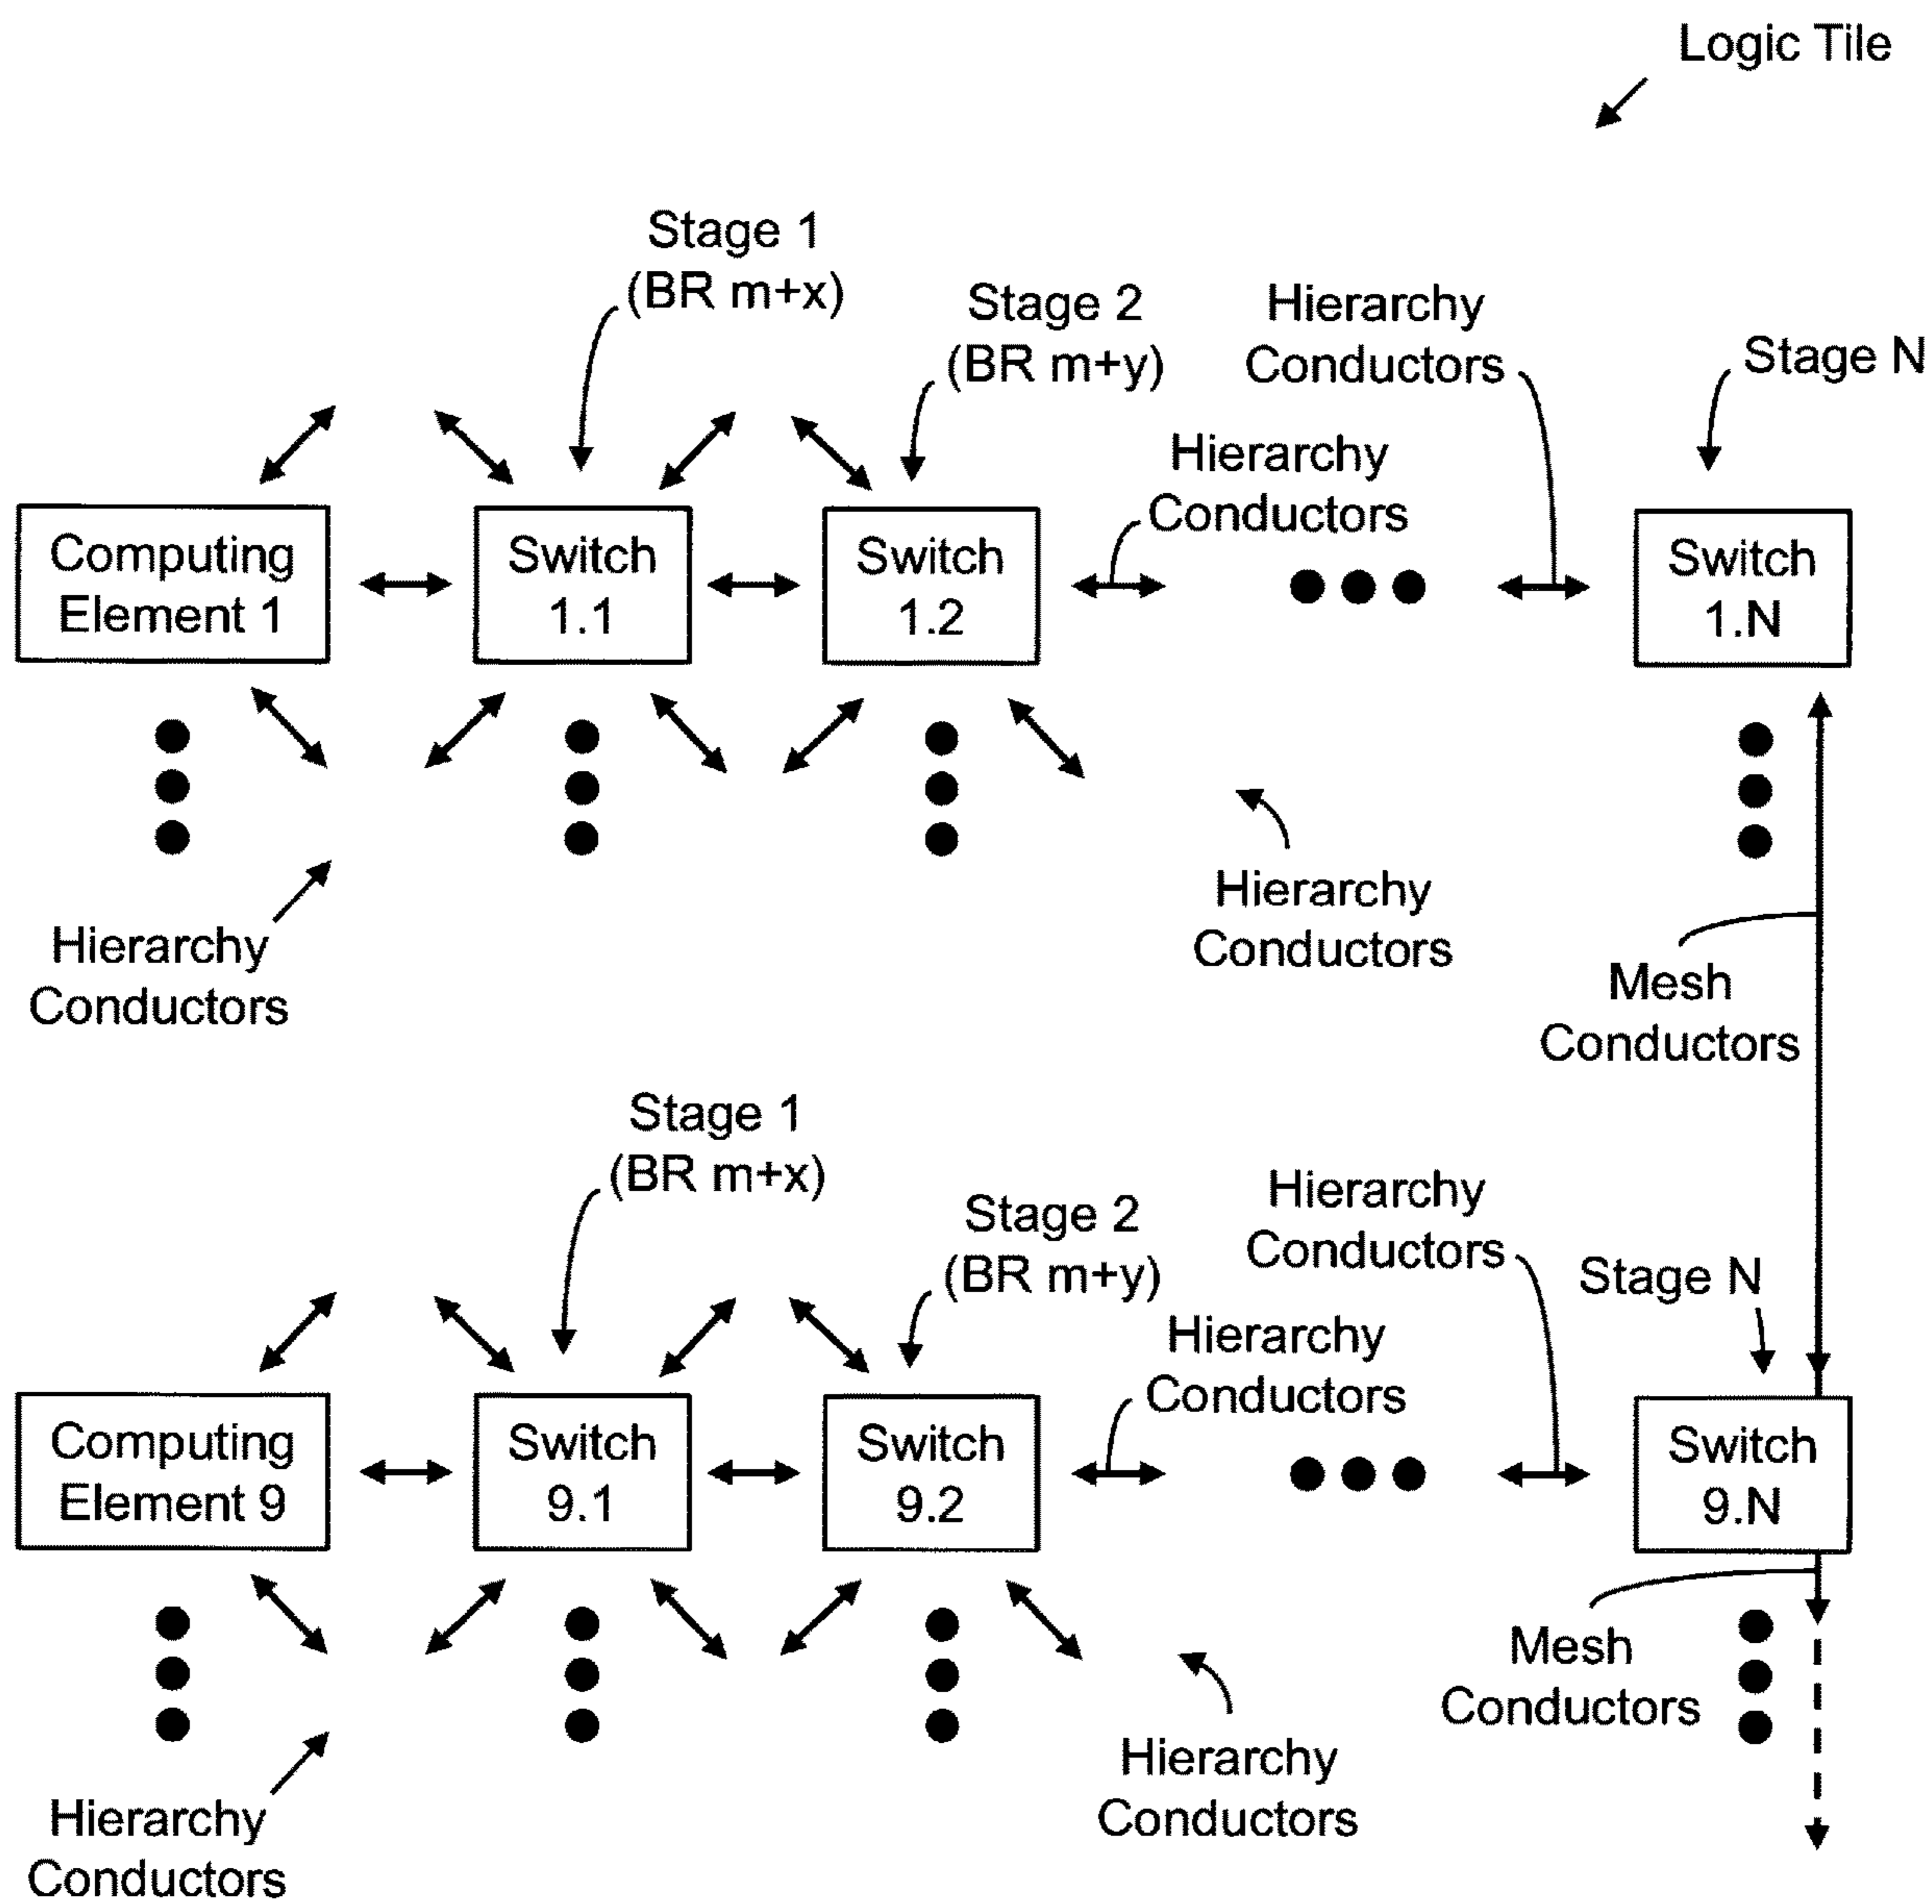 Logic Tile
Stage 1
(BR m+x)
Stage 2
(BR m+y)
Hierarchy
Conductors
Stage N
Hierarchy
Conductors
Computing
Element 1
Switch
1.1
Switch
1.2
Switch
1.N
Hierarchy
Conductors
Hierarchy
Conductors
Mesh
Conductors
Stage 1
(BR m+x)
Stage 2
(BR m+y)
Hierarchy
Conductors
Stage N
Hierarchy
Conductors
Computing
Element 9
Switch
9.1
Switch
9.2
Switch
9.N
Mesh
Conductors
Hierarchy
Conductors
Hierarchy
Conductors